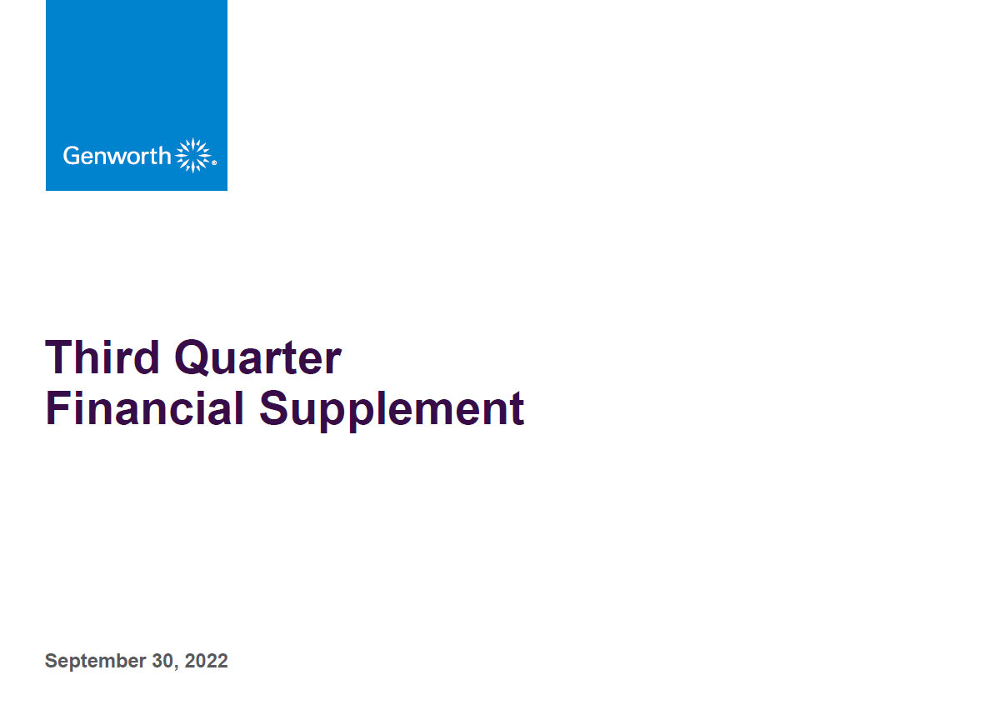 Genworth
Third Quarter
Financial Supplement
September 30, 2022